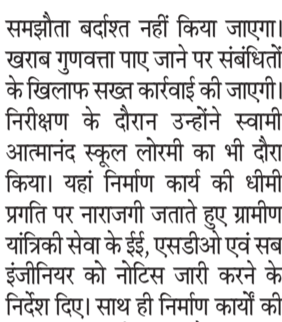 समझौता बर्दाश्त नहीं किया जाएगा।
खराब गुणवत्ता पाए जाने पर संबंधितों
के खिलाफ सख्त कार्रवाई की जाएगी।
निरीक्षण के दौरान उन्होंने स्वामी
आत्मानंद स्कूल लोरमी का भी दौरा
किया। यहां निर्माण कार्य की धीमी
प्रगति पर नाराजगी जताते हुए ग्रामीण
यांत्रिकी सेवा के ईई, एसडीओ एवं सब
इंजीनियर को नोटिस जारी करने के
निर्देश दिए। साथ ही निर्माण कार्यों की